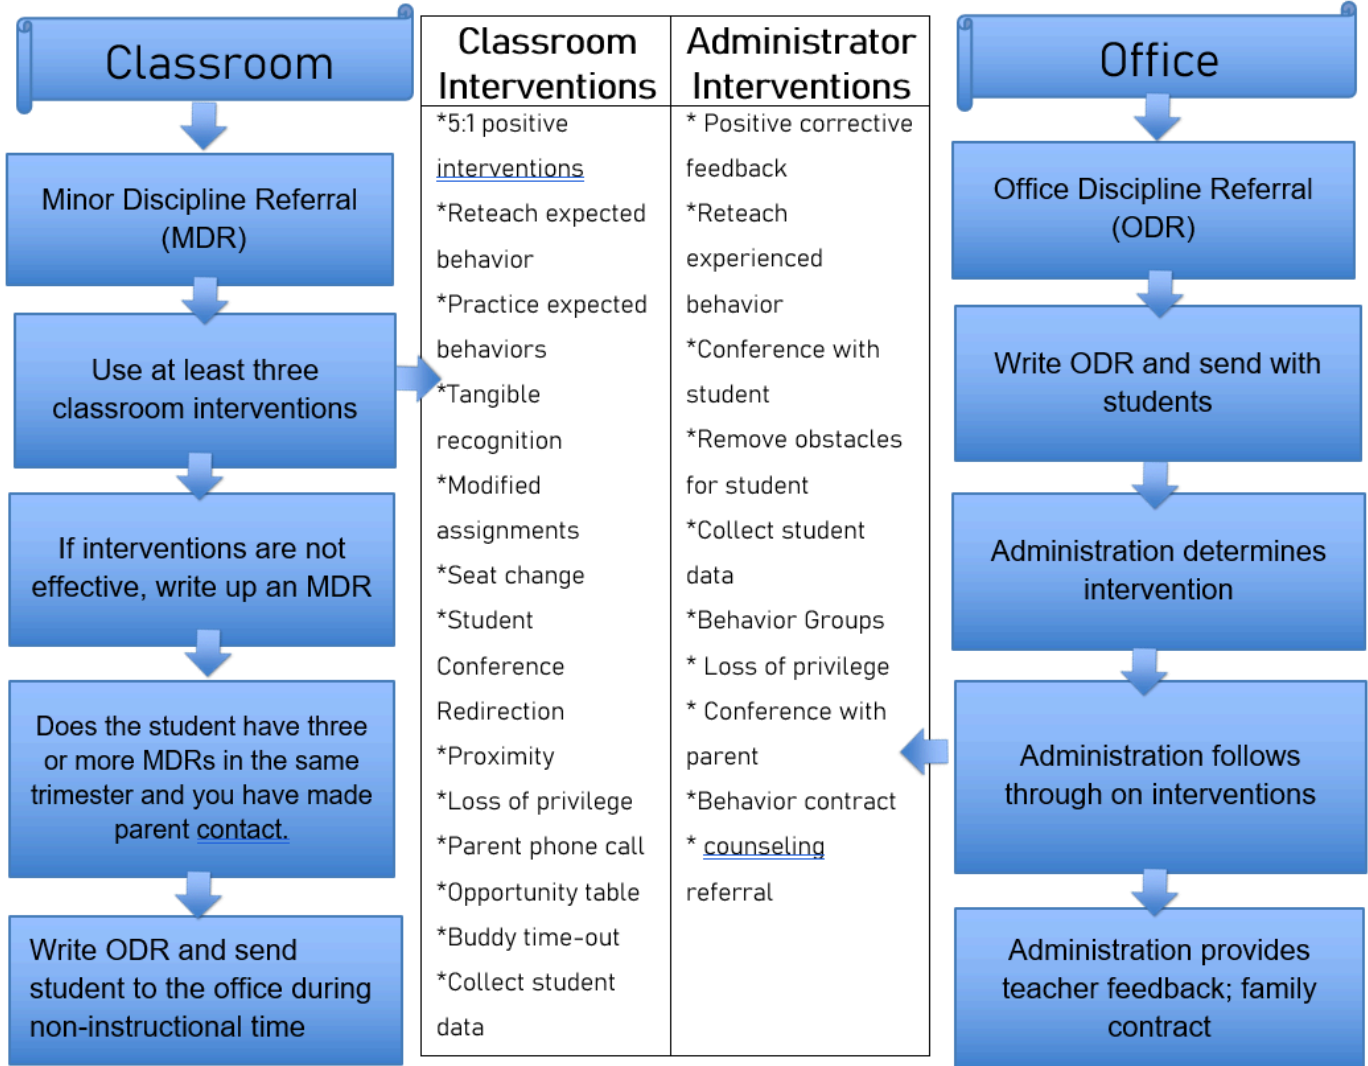 Classroom
Minor Discipline Referral
(MDR)
Use at least three
classroom interventions
If interventions are not
effective, write up an MDR
Does the student have three
or more MDRs in the same
trimester and you have made
parent contact.
Write ODR and send
student to the office during
non-instructional time
Classroom
Interventions
*5:1 positive
interventions
*Reteach expected
behavior
*Practice expected
behaviors
*Tangible
recognition
*Modified
assignments
*Seat change
*Student
Conference
Redirection
*Proximity
*Loss of privilege
*Parent phone call
*Opportunity table
*Buddy time-out
*Collect student
data
Administrator
Interventions
* Positive corrective
feedback
*Reteach
experienced
behavior
*Conference with
student
*Remove obstacles
for student
*Collect student
data
*Behavior Groups
* Loss of privilege
* Conference with
parent
*Behavior contract
* counseling
referral
Office
Office Discipline Referral
(ODR)
Write ODR and send with
students
Administration determines
intervention
Administration follows
through on interventions
Administration provides
teacher feedback; family
contract